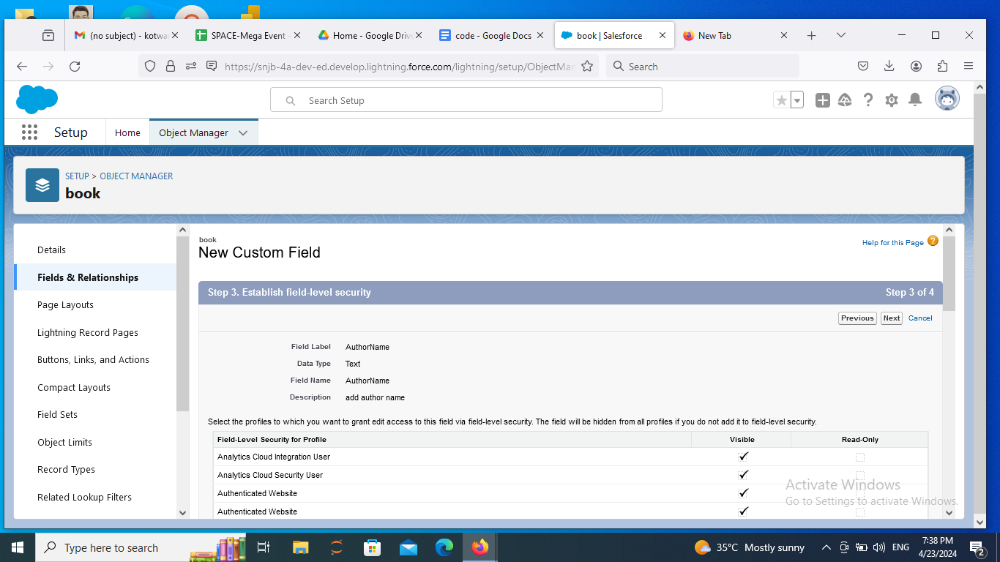 (no subject) - kotwa
SPACE-Mega Event -
Home - Google Drive
code - Google Docs
book | Salesforce
New Tab
https://snjb-4a-dev-ed.develop.lightning.force.com/lightning/setup/ObjectMan
Search
Search Setup
Setup
Home
Object Manager
SETUP > OBJECT MANAGER
book
Details
Fields & Relationships
Page Layouts
Lightning Record Pages
Buttons, Links, and Actions
Compact Layouts
Field Sets
Object Limits
Record Types
Related Lookup Filters
book
New Custom Field
Help for this Page ?
Step 3. Establish field-level security
Step 3 of 4
Previous
Next
Cancel
Field Label AuthorName
Data Type Text
Field Name AuthorName
Description add author name
Select the profiles to which you want to grant edit access to this field via field-level security. The field will be hidden from all profiles if you do not add it to field-level security.
Field-Level Security for Profile Visible Read-Only
Analytics Cloud Integration User
Analytics Cloud Security User
Authenticated Website
Authenticated Website
Activate Windows
Go to Settings to activate Windows.
Type here to search
35°C Mostly sunny
ENG
7:38 PM
4/23/2024
2